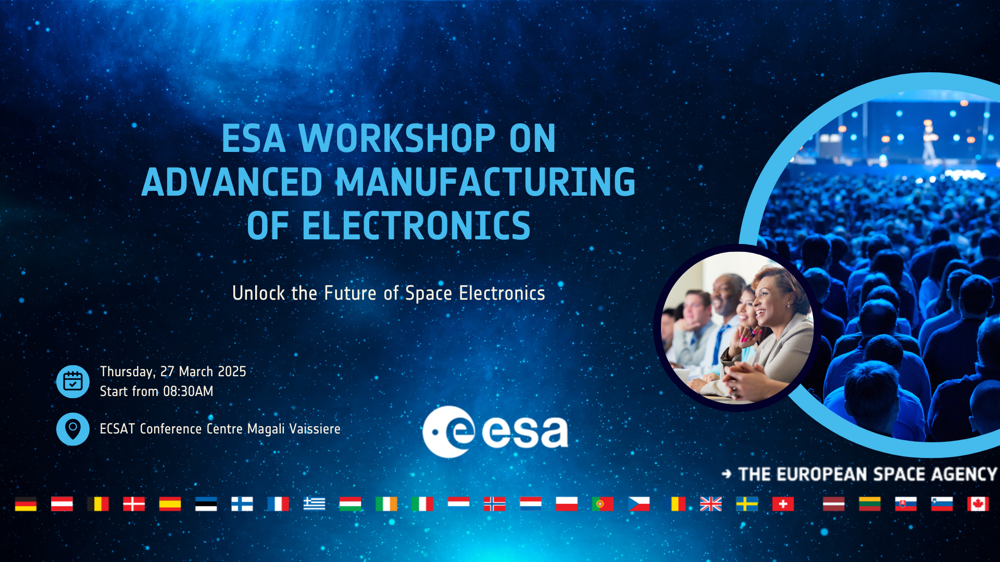 ESA WORKSHOP ON
ADVANCED MANUFACTURING
OF ELECTRONICS
Unlock the Future of Space Electronics
Thursday, 27 March 2025
Start from 08:30AM
ECSAT Conference Centre Magali Vaissiere
esa
→ THE EUROPEAN SPACE AGENCY